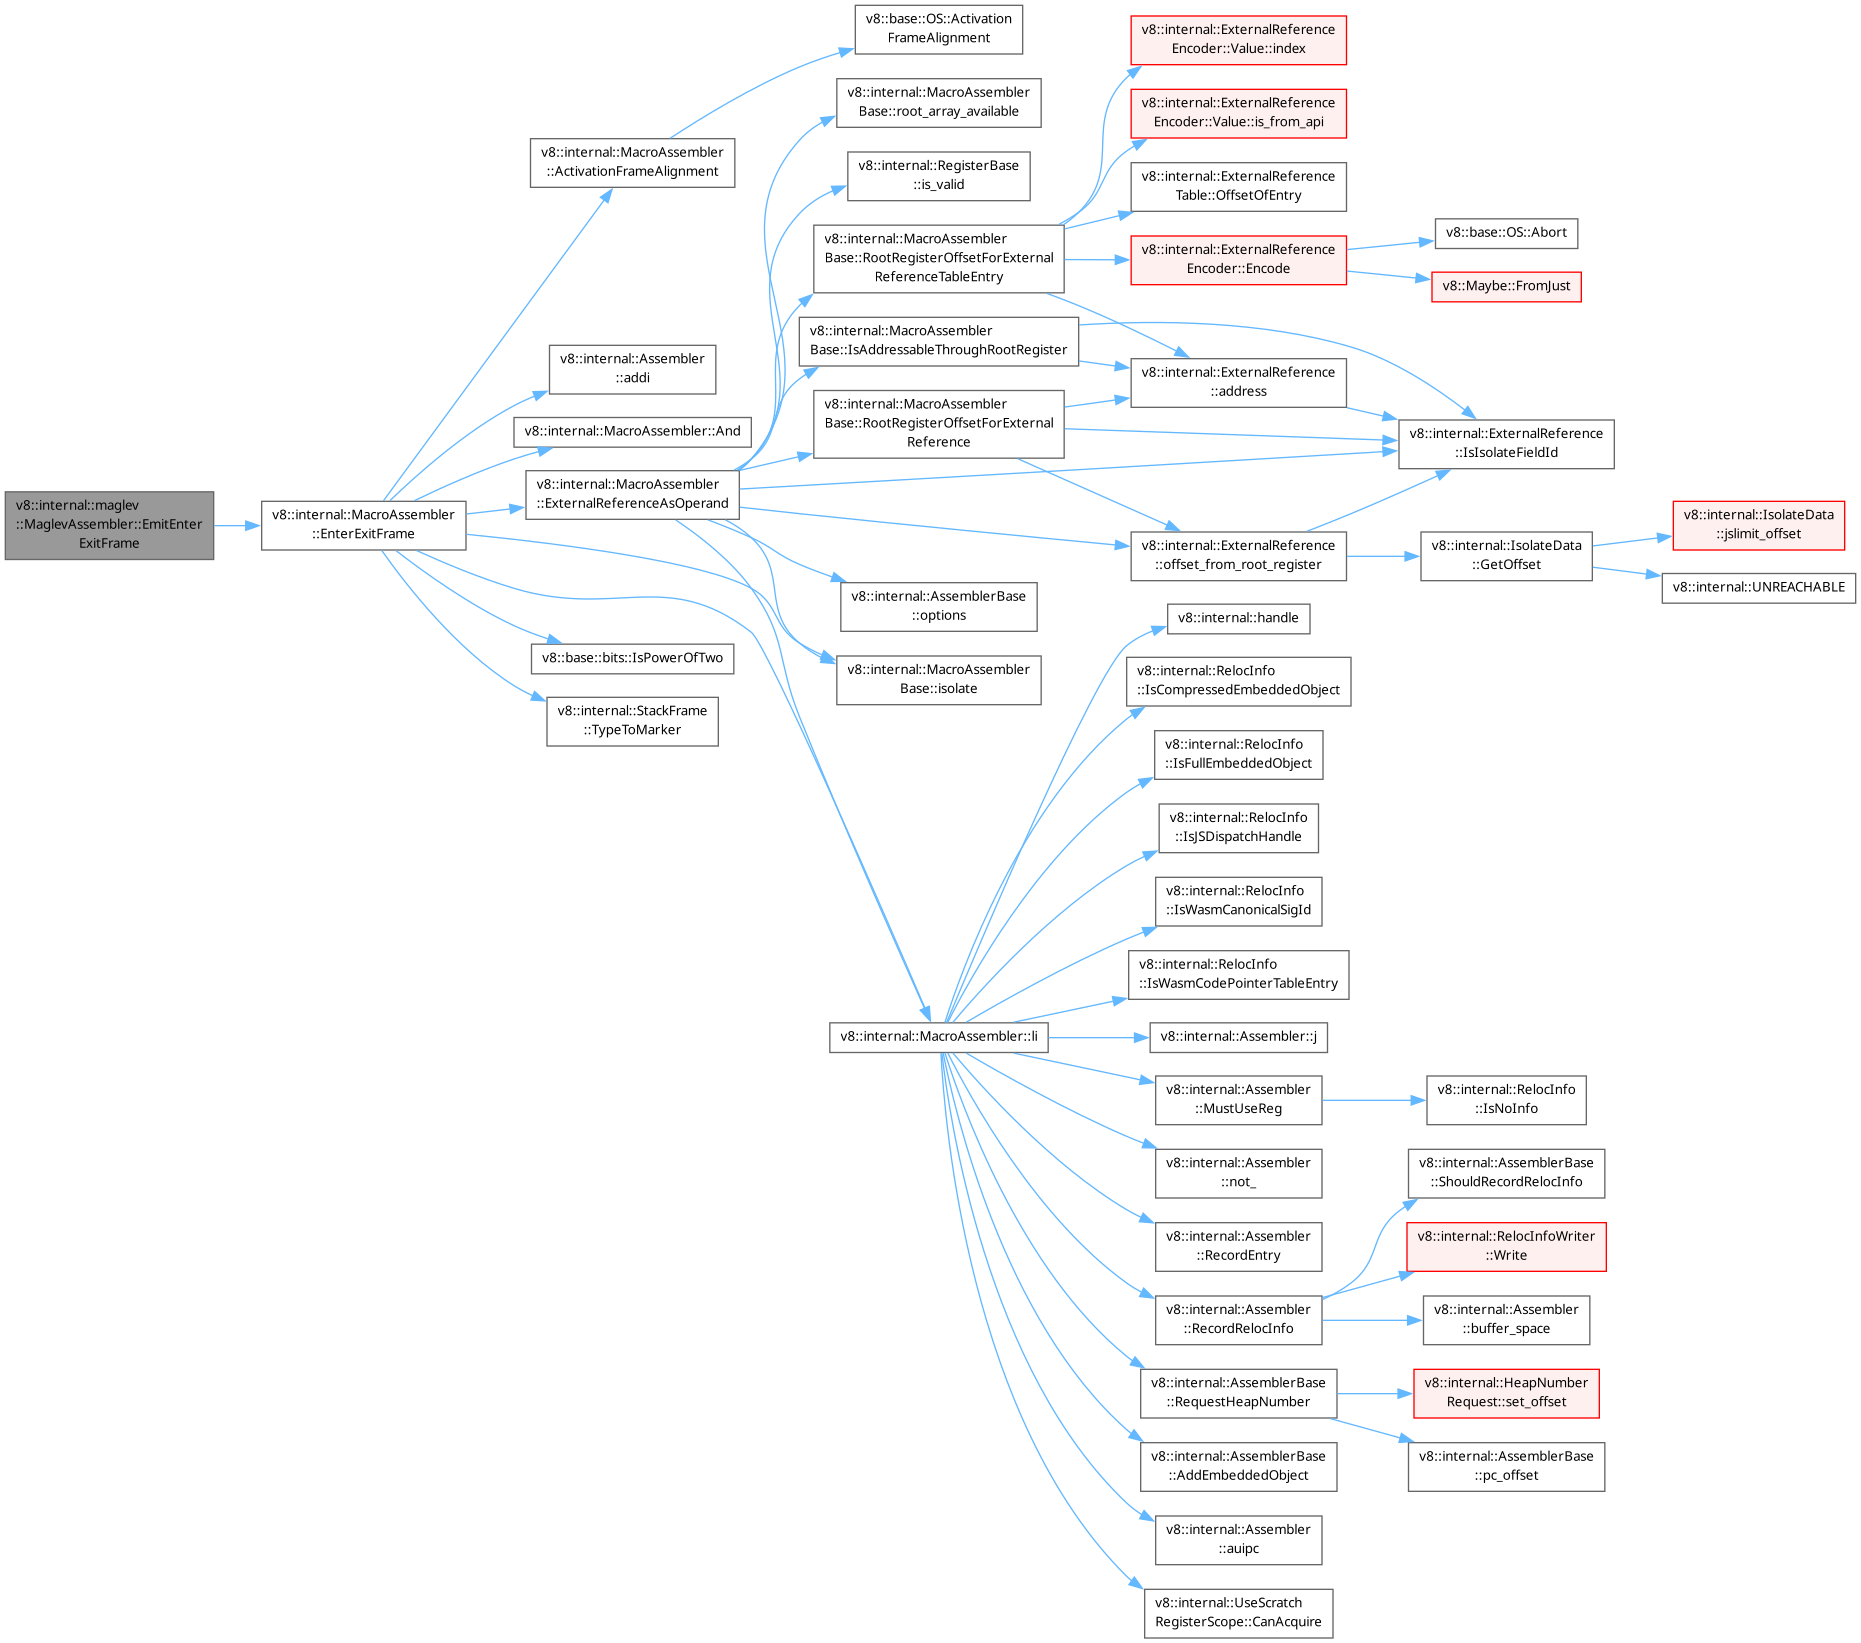 v8::internal::maglev
::MaglevAssembler::EmitEnter
ExitFrame
v8::internal::MacroAssembler
::EnterExitFrame
v8::internal::MacroAssembler
::ActivationFrameAlignment
v8::base::OS::Activation
FrameAlignment
v8::internal::Assembler
::addi
v8::internal::MacroAssembler::And
v8::internal::MacroAssembler
::ExternalReferenceAsOperand
v8::internal::MacroAssembler
Base::root_array_available
v8::internal::RegisterBase
::is_valid
v8::internal::MacroAssembler
Base::RootRegisterOffsetForExternal
ReferenceTableEntry
v8::internal::ExternalReference
Encoder::Value::index
v8::internal::ExternalReference
Encoder::Value::is_from_api
v8::internal::ExternalReference
Table::OffsetOfEntry
v8::internal::ExternalReference
Encoder::Encode
v8::base::OS::Abort
v8::Maybe::FromJust
v8::internal::MacroAssembler
Base::IsAddressableThroughRootRegister
v8::internal::ExternalReference
::address
v8::internal::MacroAssembler
Base::RootRegisterOffsetForExternal
Reference
v8::internal::ExternalReference
::IsIsolateFieldId
v8::internal::ExternalReference
::offset_from_root_register
v8::internal::IsolateData
::GetOffset
v8::internal::IsolateData
::jslimit_offset
v8::internal::UNREACHABLE
v8::internal::AssemblerBase
::options
v8::internal::MacroAssembler
Base::isolate
v8::base::bits::IsPowerOfTwo
v8::internal::StackFrame
::TypeToMarker
v8::internal::MacroAssembler::li
v8::internal::handle
v8::internal::RelocInfo
::IsCompressedEmbeddedObject
v8::internal::RelocInfo
::IsFullEmbeddedObject
v8::internal::RelocInfo
::IsJSDispatchHandle
v8::internal::RelocInfo
::IsWasmCanonicalSigId
v8::internal::RelocInfo
::IsWasmCodePointerTableEntry
v8::internal::Assembler::j
v8::internal::Assembler
::MustUseReg
v8::internal::RelocInfo
::IsNoInfo
v8::internal::Assembler
::not_
v8::internal::Assembler
::RecordEntry
v8::internal::Assembler
::RecordRelocInfo
v8::internal::AssemblerBase
::ShouldRecordRelocInfo
v8::internal::RelocInfoWriter
::Write
v8::internal::Assembler
::buffer_space
v8::internal::AssemblerBase
::RequestHeapNumber
v8::internal::HeapNumber
Request::set_offset
v8::internal::AssemblerBase
::pc_offset
v8::internal::AssemblerBase
::AddEmbeddedObject
v8::internal::Assembler
::auipc
v8::internal::UseScratch
RegisterScope::CanAcquire